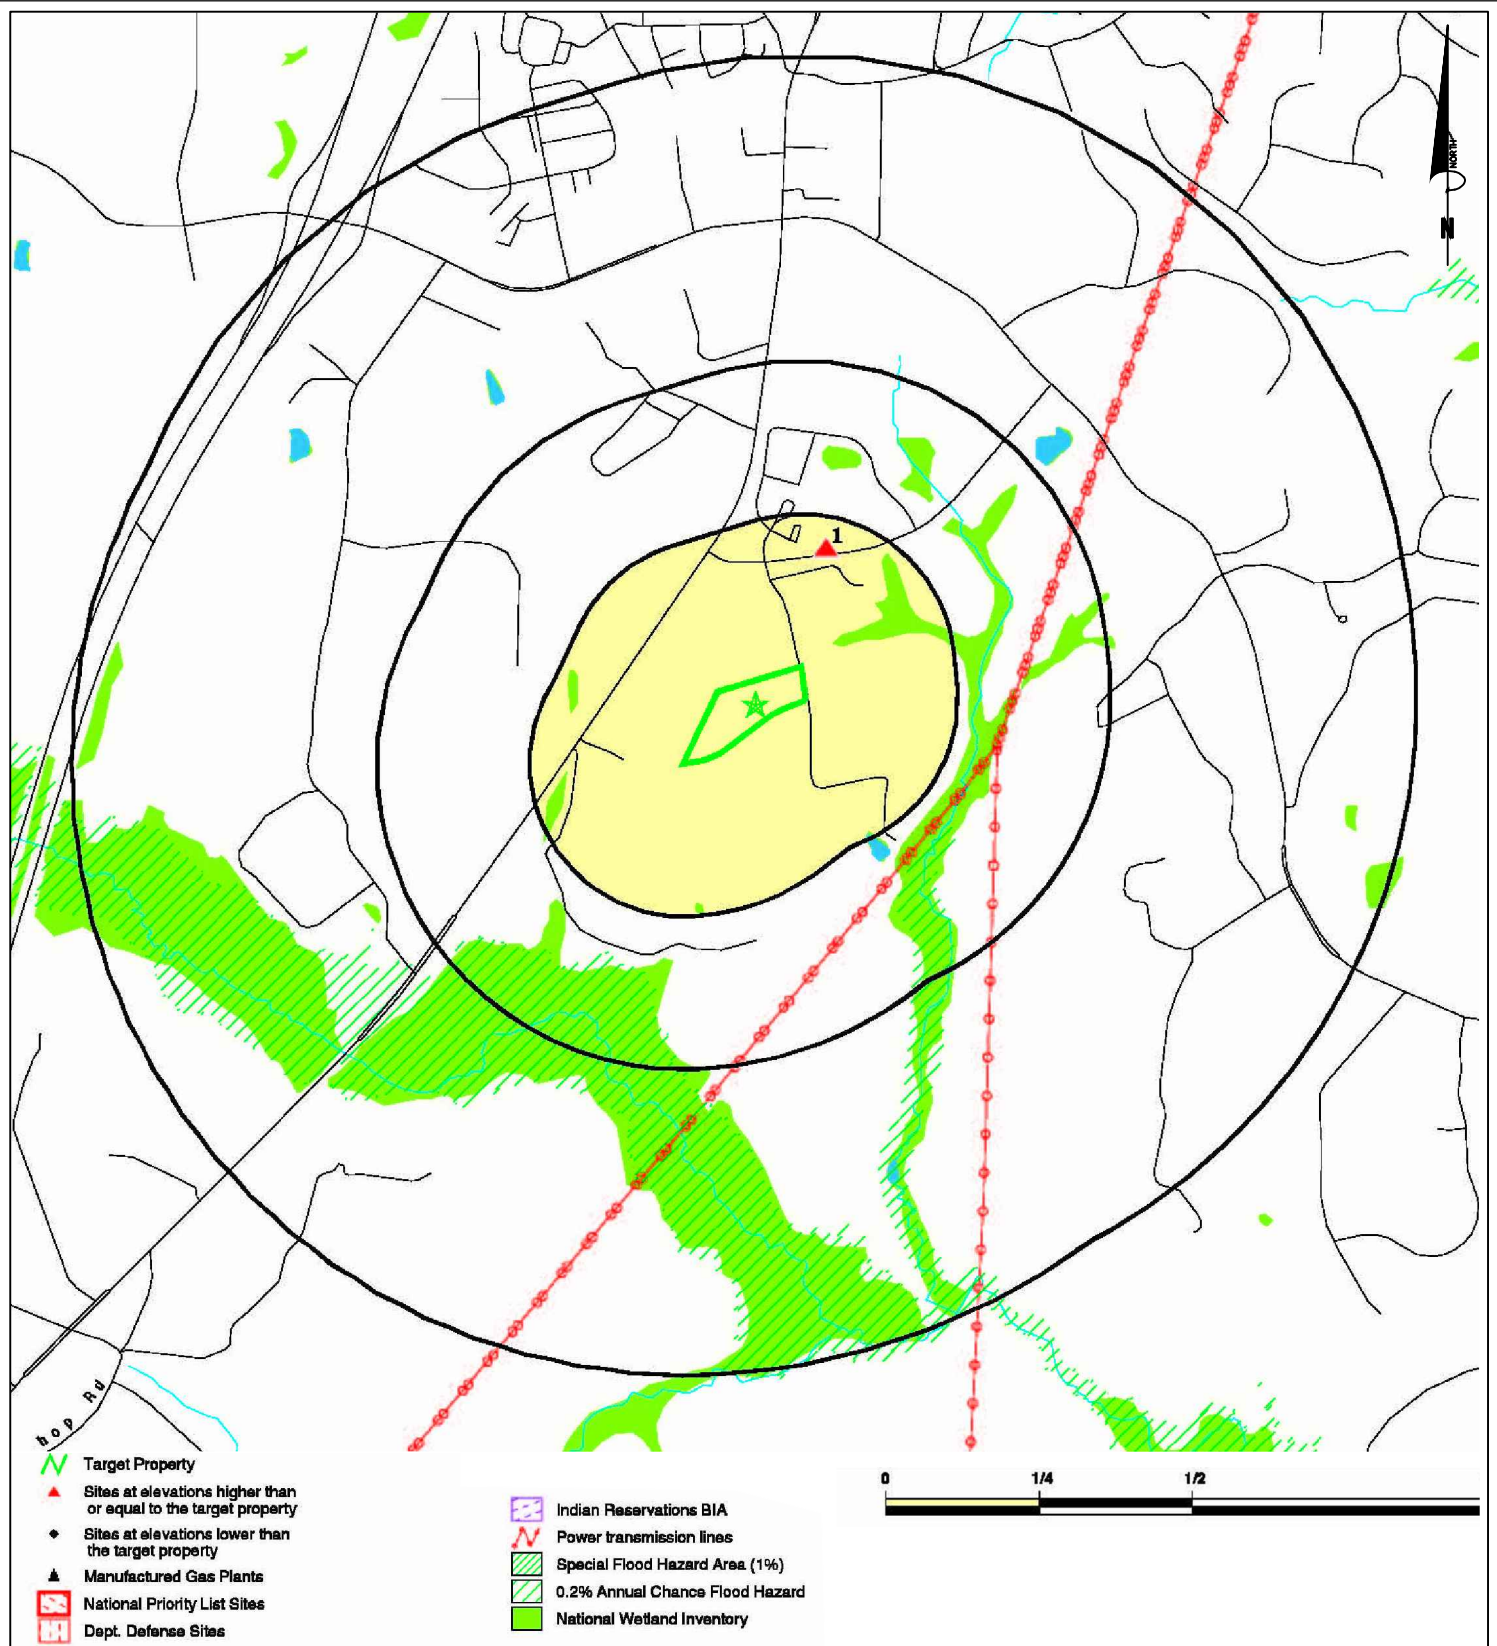 NORTH
N
1
hop Rd
0 1/4 1/2
Target Property
Sites at elevations higher than
or equal to the target property
Sites at elevations lower than
the target property
Manufactured Gas Plants
National Priority List Sites
Dept. Defense Sites
Indian Reservations BIA
Power transmission lines
Special Flood Hazard Area (1%)
0.2% Annual Chance Flood Hazard
National Wetland Inventory